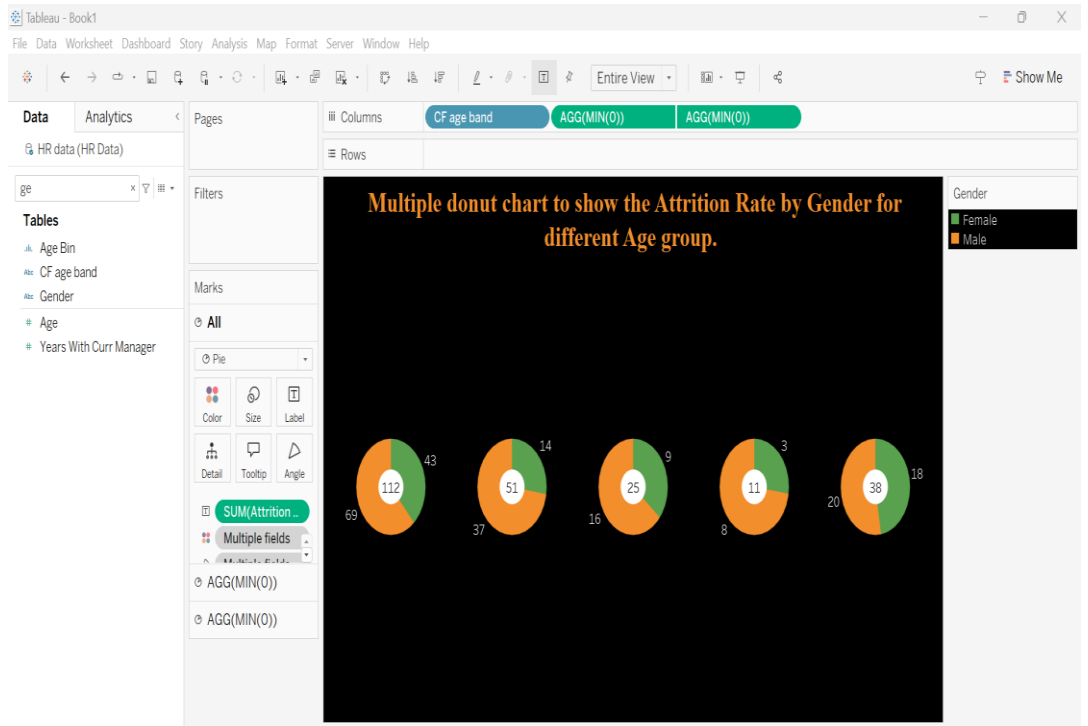 Tableau - Book1
File Data Worksheet Dashboard Story Analysis Map Format Server Window Help
Entire View
Show Me
Data Analytics
HR data (HR Data)
ge
Tables
Age Bin
Abc CF age band
Abc Gender
# Age
# Years With Curr Manager
Pages
Filters
Marks
All
Pie
Color Size Label
Detail Tooltip Angle
SUM(Attrition ..
Multiple fields
AGG(MIN(0))
AGG(MIN(0))
Columns CF age band AGG(MIN(0)) AGG(MIN(0))
Rows
Multiple donut chart to show the Attrition Rate by Gender for
different Age group.
43
112
69
14
51
37
9
25
16
3
11
8
18
38
20
Gender
Female
Male